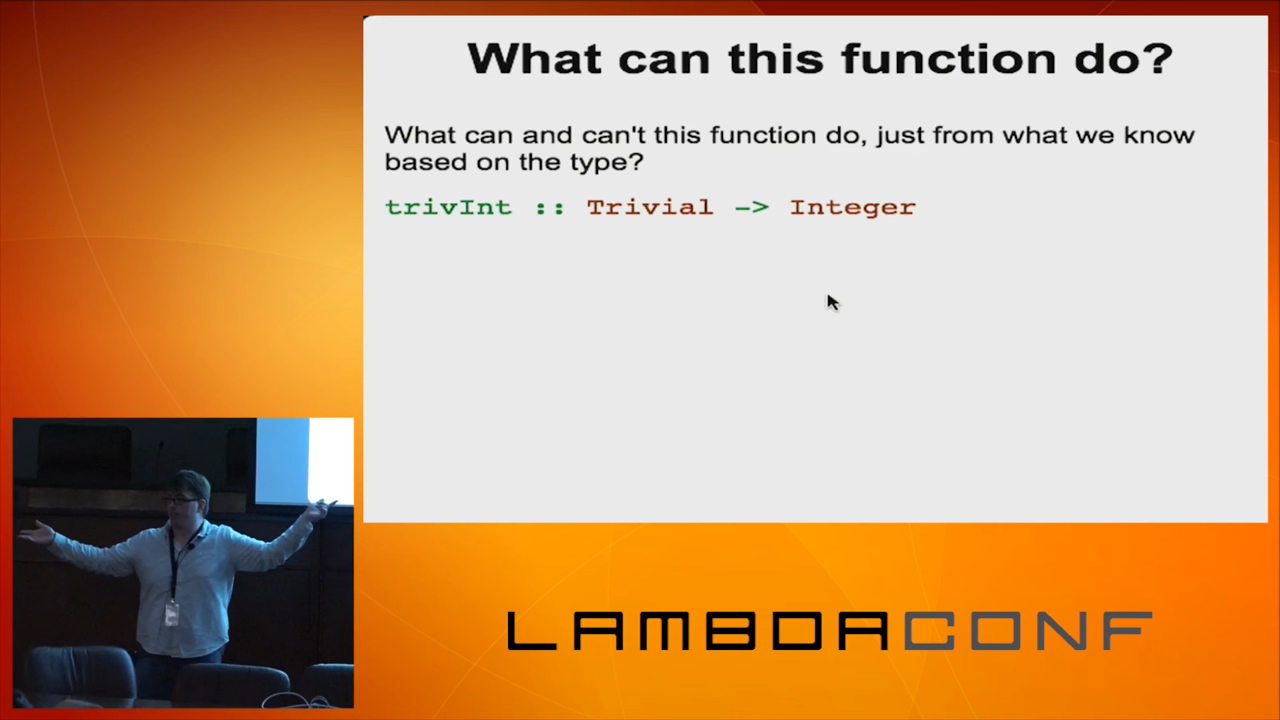 What can this function do?
What can and can't this function do, just from what we know
based on the type?
trivInt :: Trivial -> Integer
LAMBDACONF